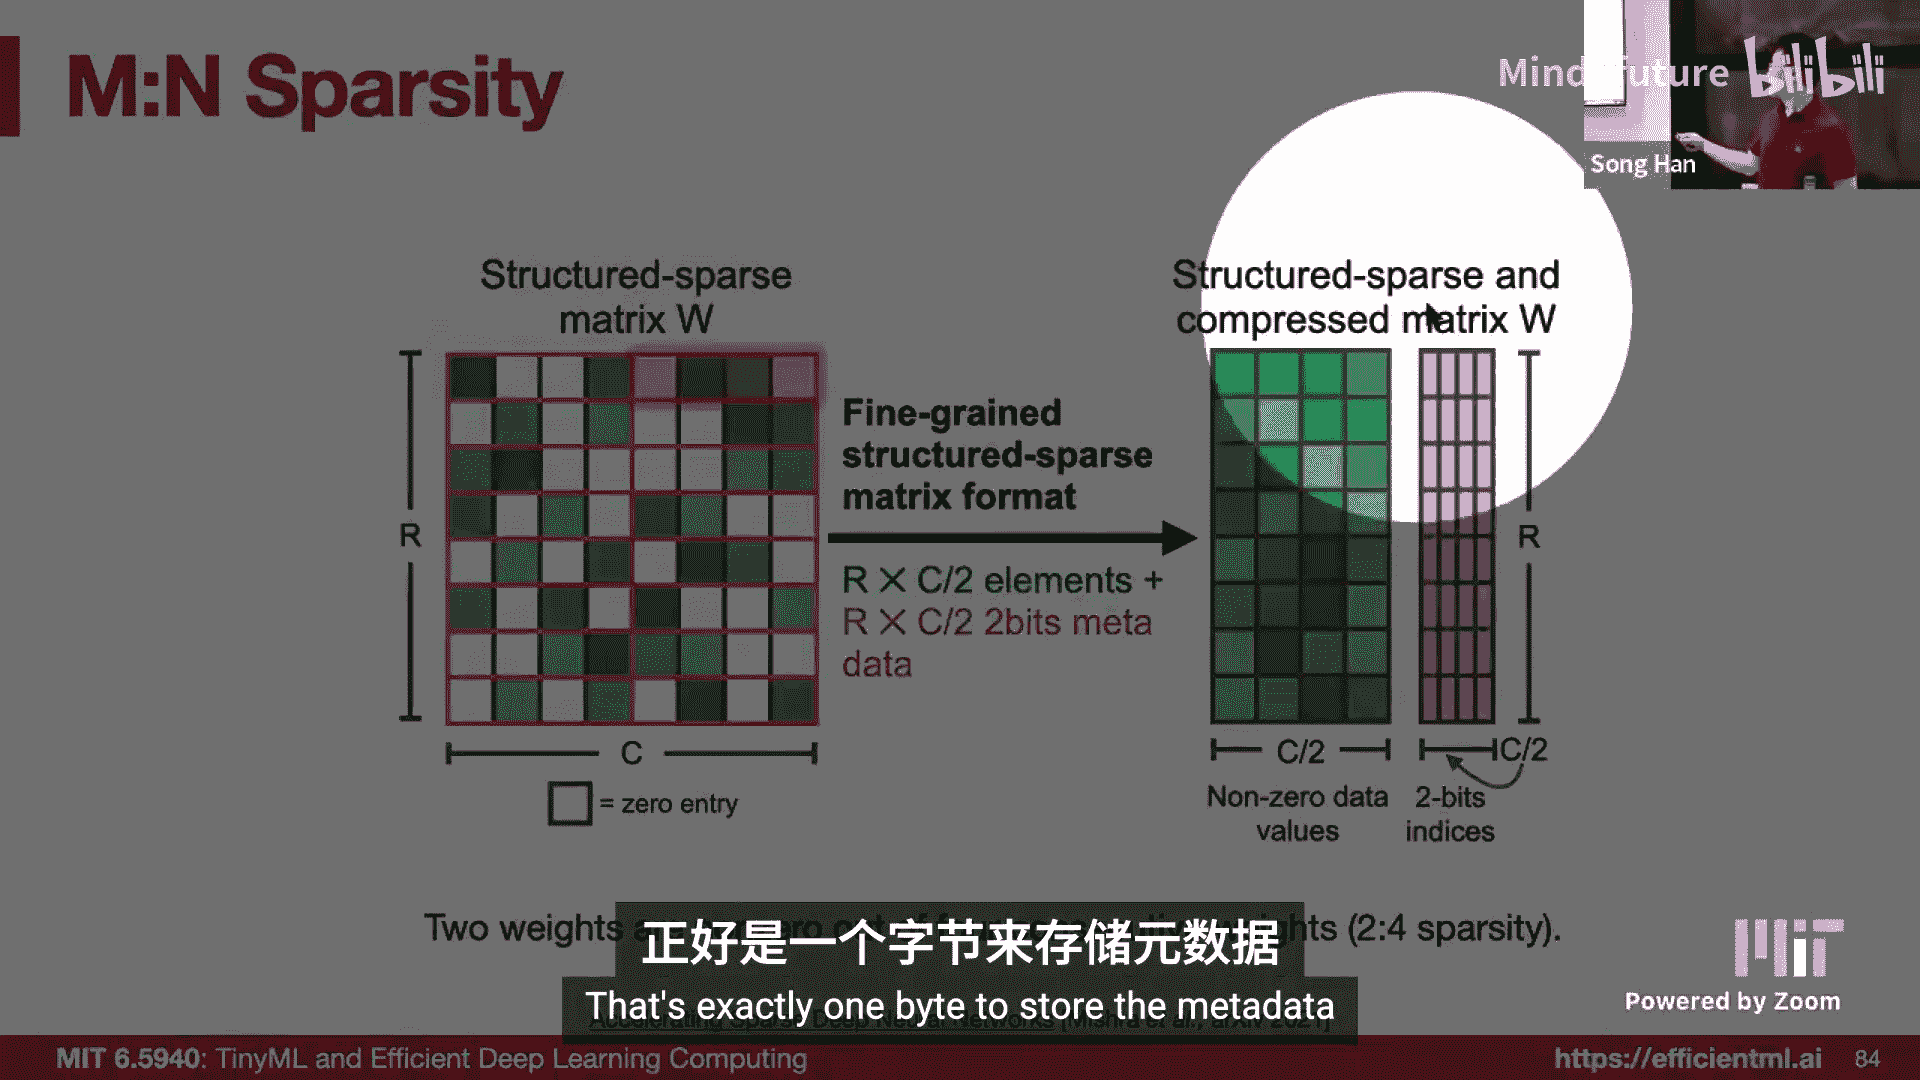 M:N Sparsity
Mind
uture
bilibili
Song Han
Structured-sparse
matrix W
Structured-sparse and
compressed matrix W
R
Fine-grained
structured-sparse
matrix format
R × C/2 elements +
R × C/2 2bits meta
data
R
C
= zero entry
C/2
C/2
Non-zero data
values
2-bits
indices
Two weights
hts (2:4 sparsity).
正好是一个字节来存储元数据
That's exactly one byte to store the metadata
MIT
Powered by Zoom
MIT 6.5940: TinyML and Efficient Deep Learning Computing
https://efficientml.ai
84